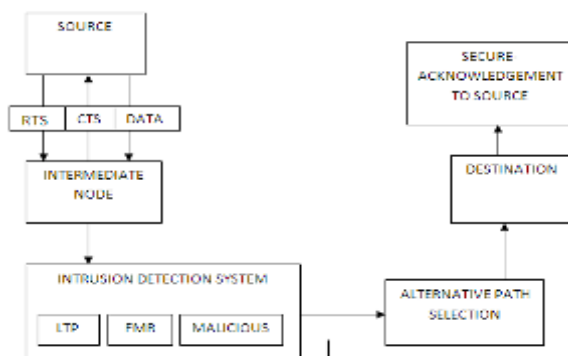 SOURCE
RTS CTS DATA
INTERMEDIATE
NODE
INTRUSION DETECTION SYSTEM
LTP FMR MALICIOUS
ALTERNATIVE PATH
SELECTION
DESTINATION
SECURE
ACKNOWLEDGEMENT
TO SOURCE